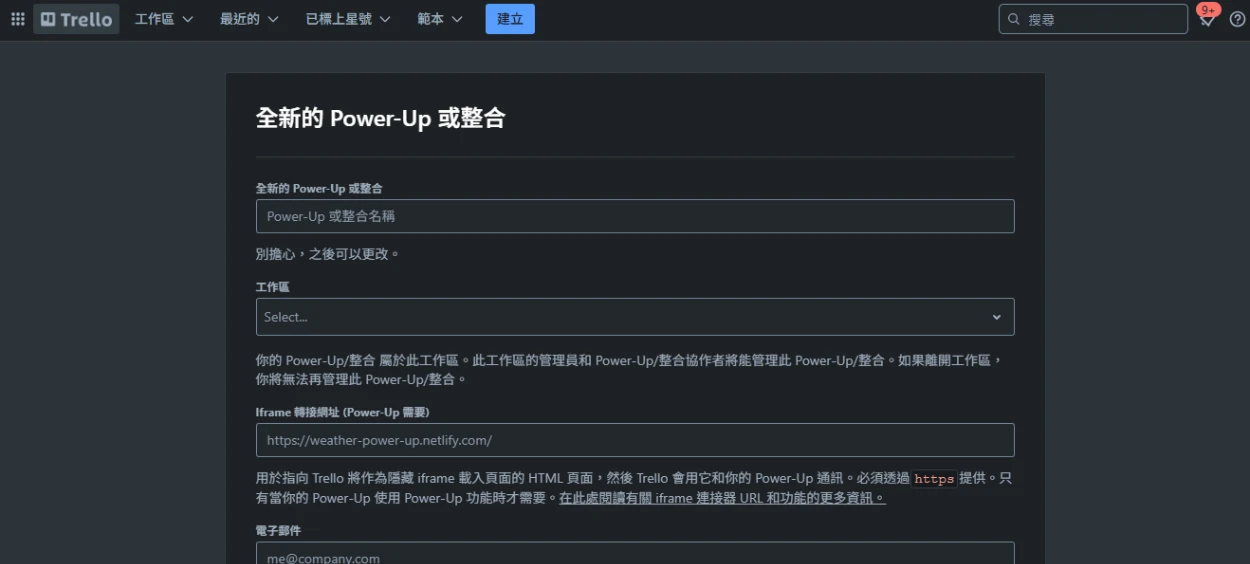 Trello 工作區 最近的 已標上星號 範本 建立 搜尋 9+
全新的 Power-Up 或整合
全新的 Power-Up 或整合
Power-Up 或整合名稱
別擔心，之後可以更改。
工作區
Select...
你的 Power-Up/整合 屬於此工作區。此工作區的管理員和 Power-Up/整合協作者將能管理此 Power-Up/整合。如果離開工作區，
你將無法再管理此 Power-Up/整合。
Iframe 轉接網址 (Power-Up 需要)
https://weather-power-up.netlify.com/
用於指向 Trello 將作為隱藏 iframe 載入頁面的 HTML 頁面，然後 Trello 會用它和你的 Power-Up 通訊。必須透過 https 提供。只
有當你的 Power-Up 使用 Power-Up 功能時才需要。在此處閱讀有關 iframe 連接器 URL 和功能的更多資訊。
電子郵件
me@company.com